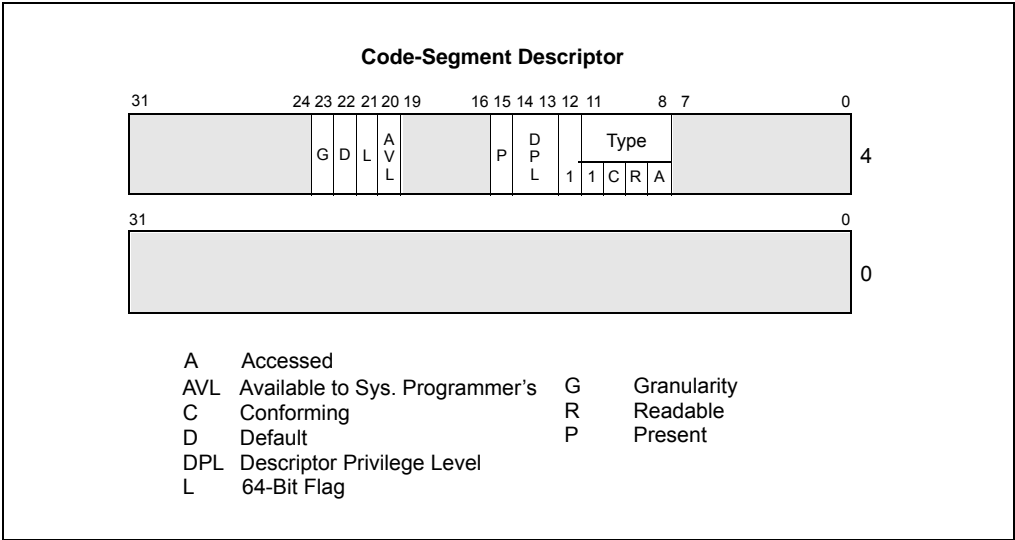 Code-Segment Descriptor
31 24 23 22 21 20 19 16 15 14 13 12 11 8 7 0
G D L AVL P DPL 1 Type 4
1 C R A
31 0
0
A Accessed
AVL Available to Sys. Programmer's
C Conforming
D Default
DPL Descriptor Privilege Level
L 64-Bit Flag
G Granularity
R Readable
P Present